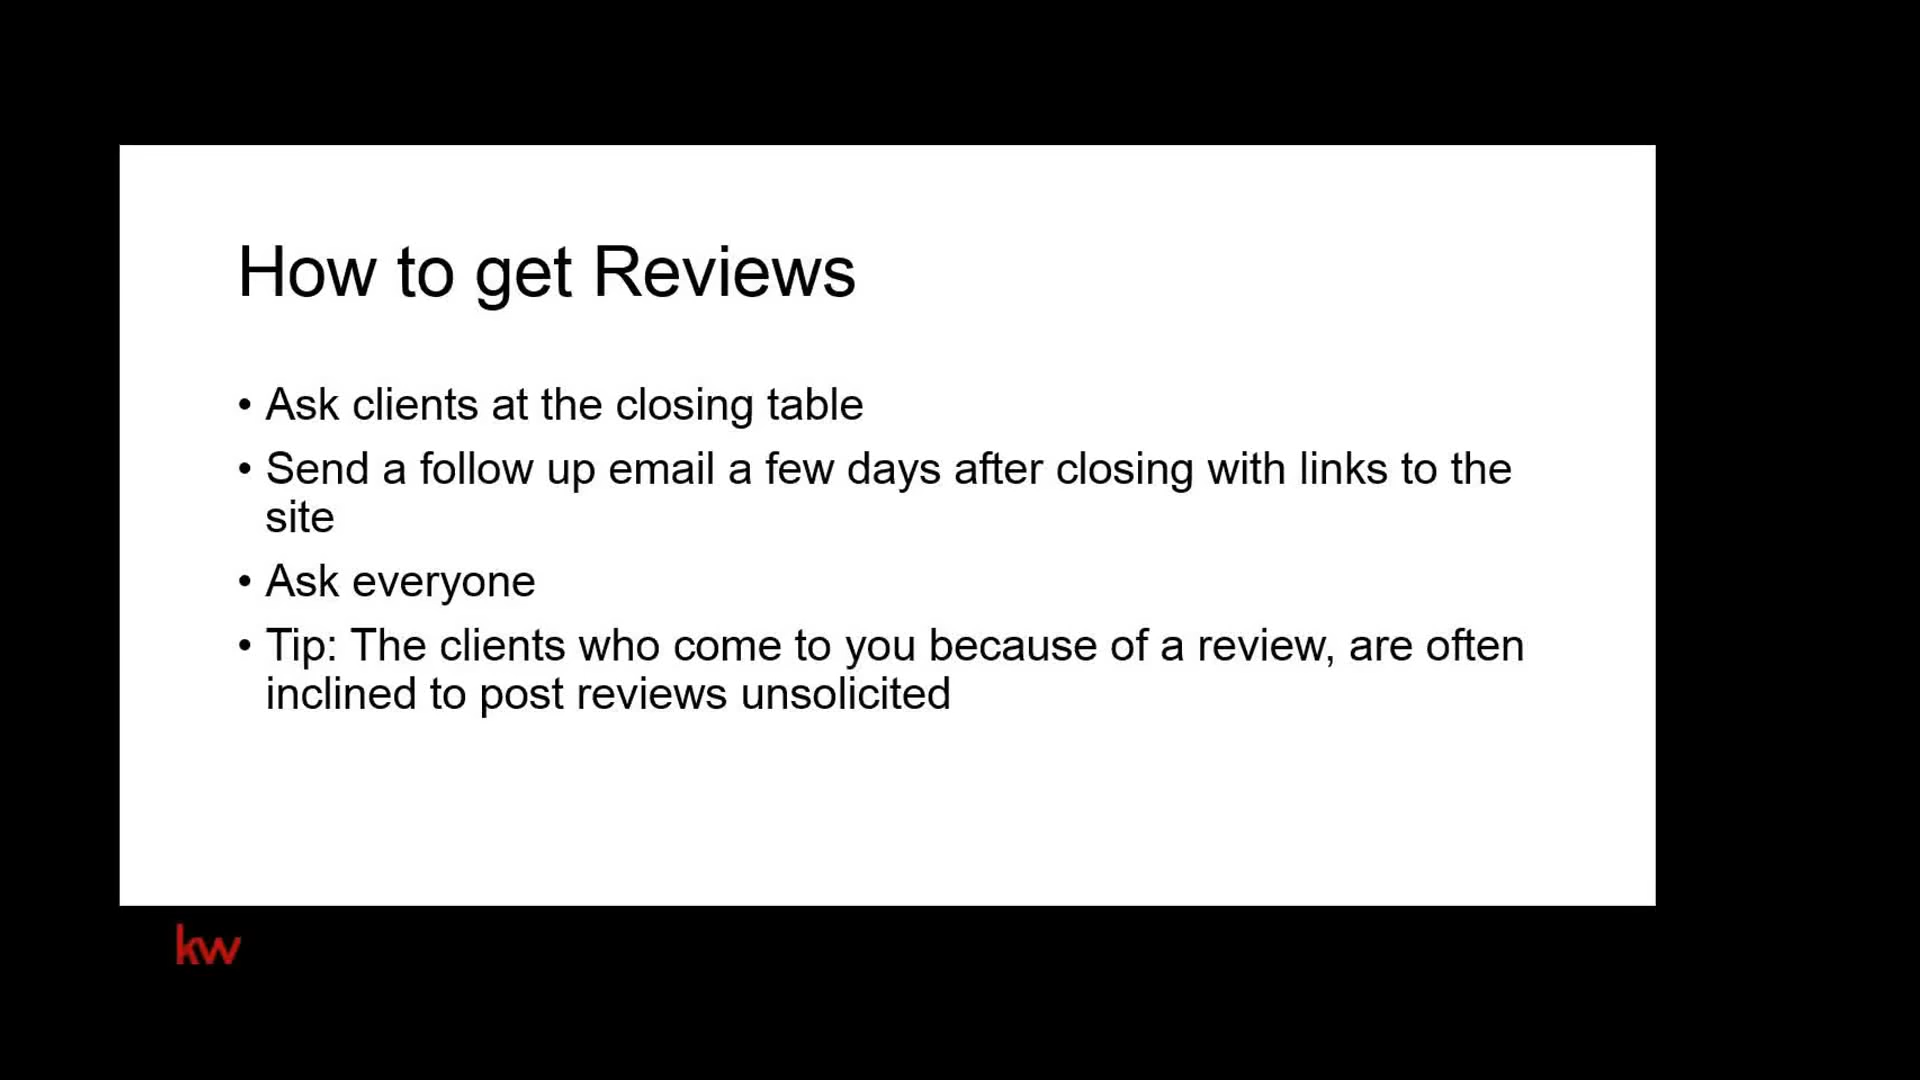 How to get Reviews
• Ask clients at the closing table
• Send a follow up email a few days after closing with links to the
site
• Ask everyone
• Tip: The clients who come to you because of a review, are often
inclined to post reviews unsolicited
kw